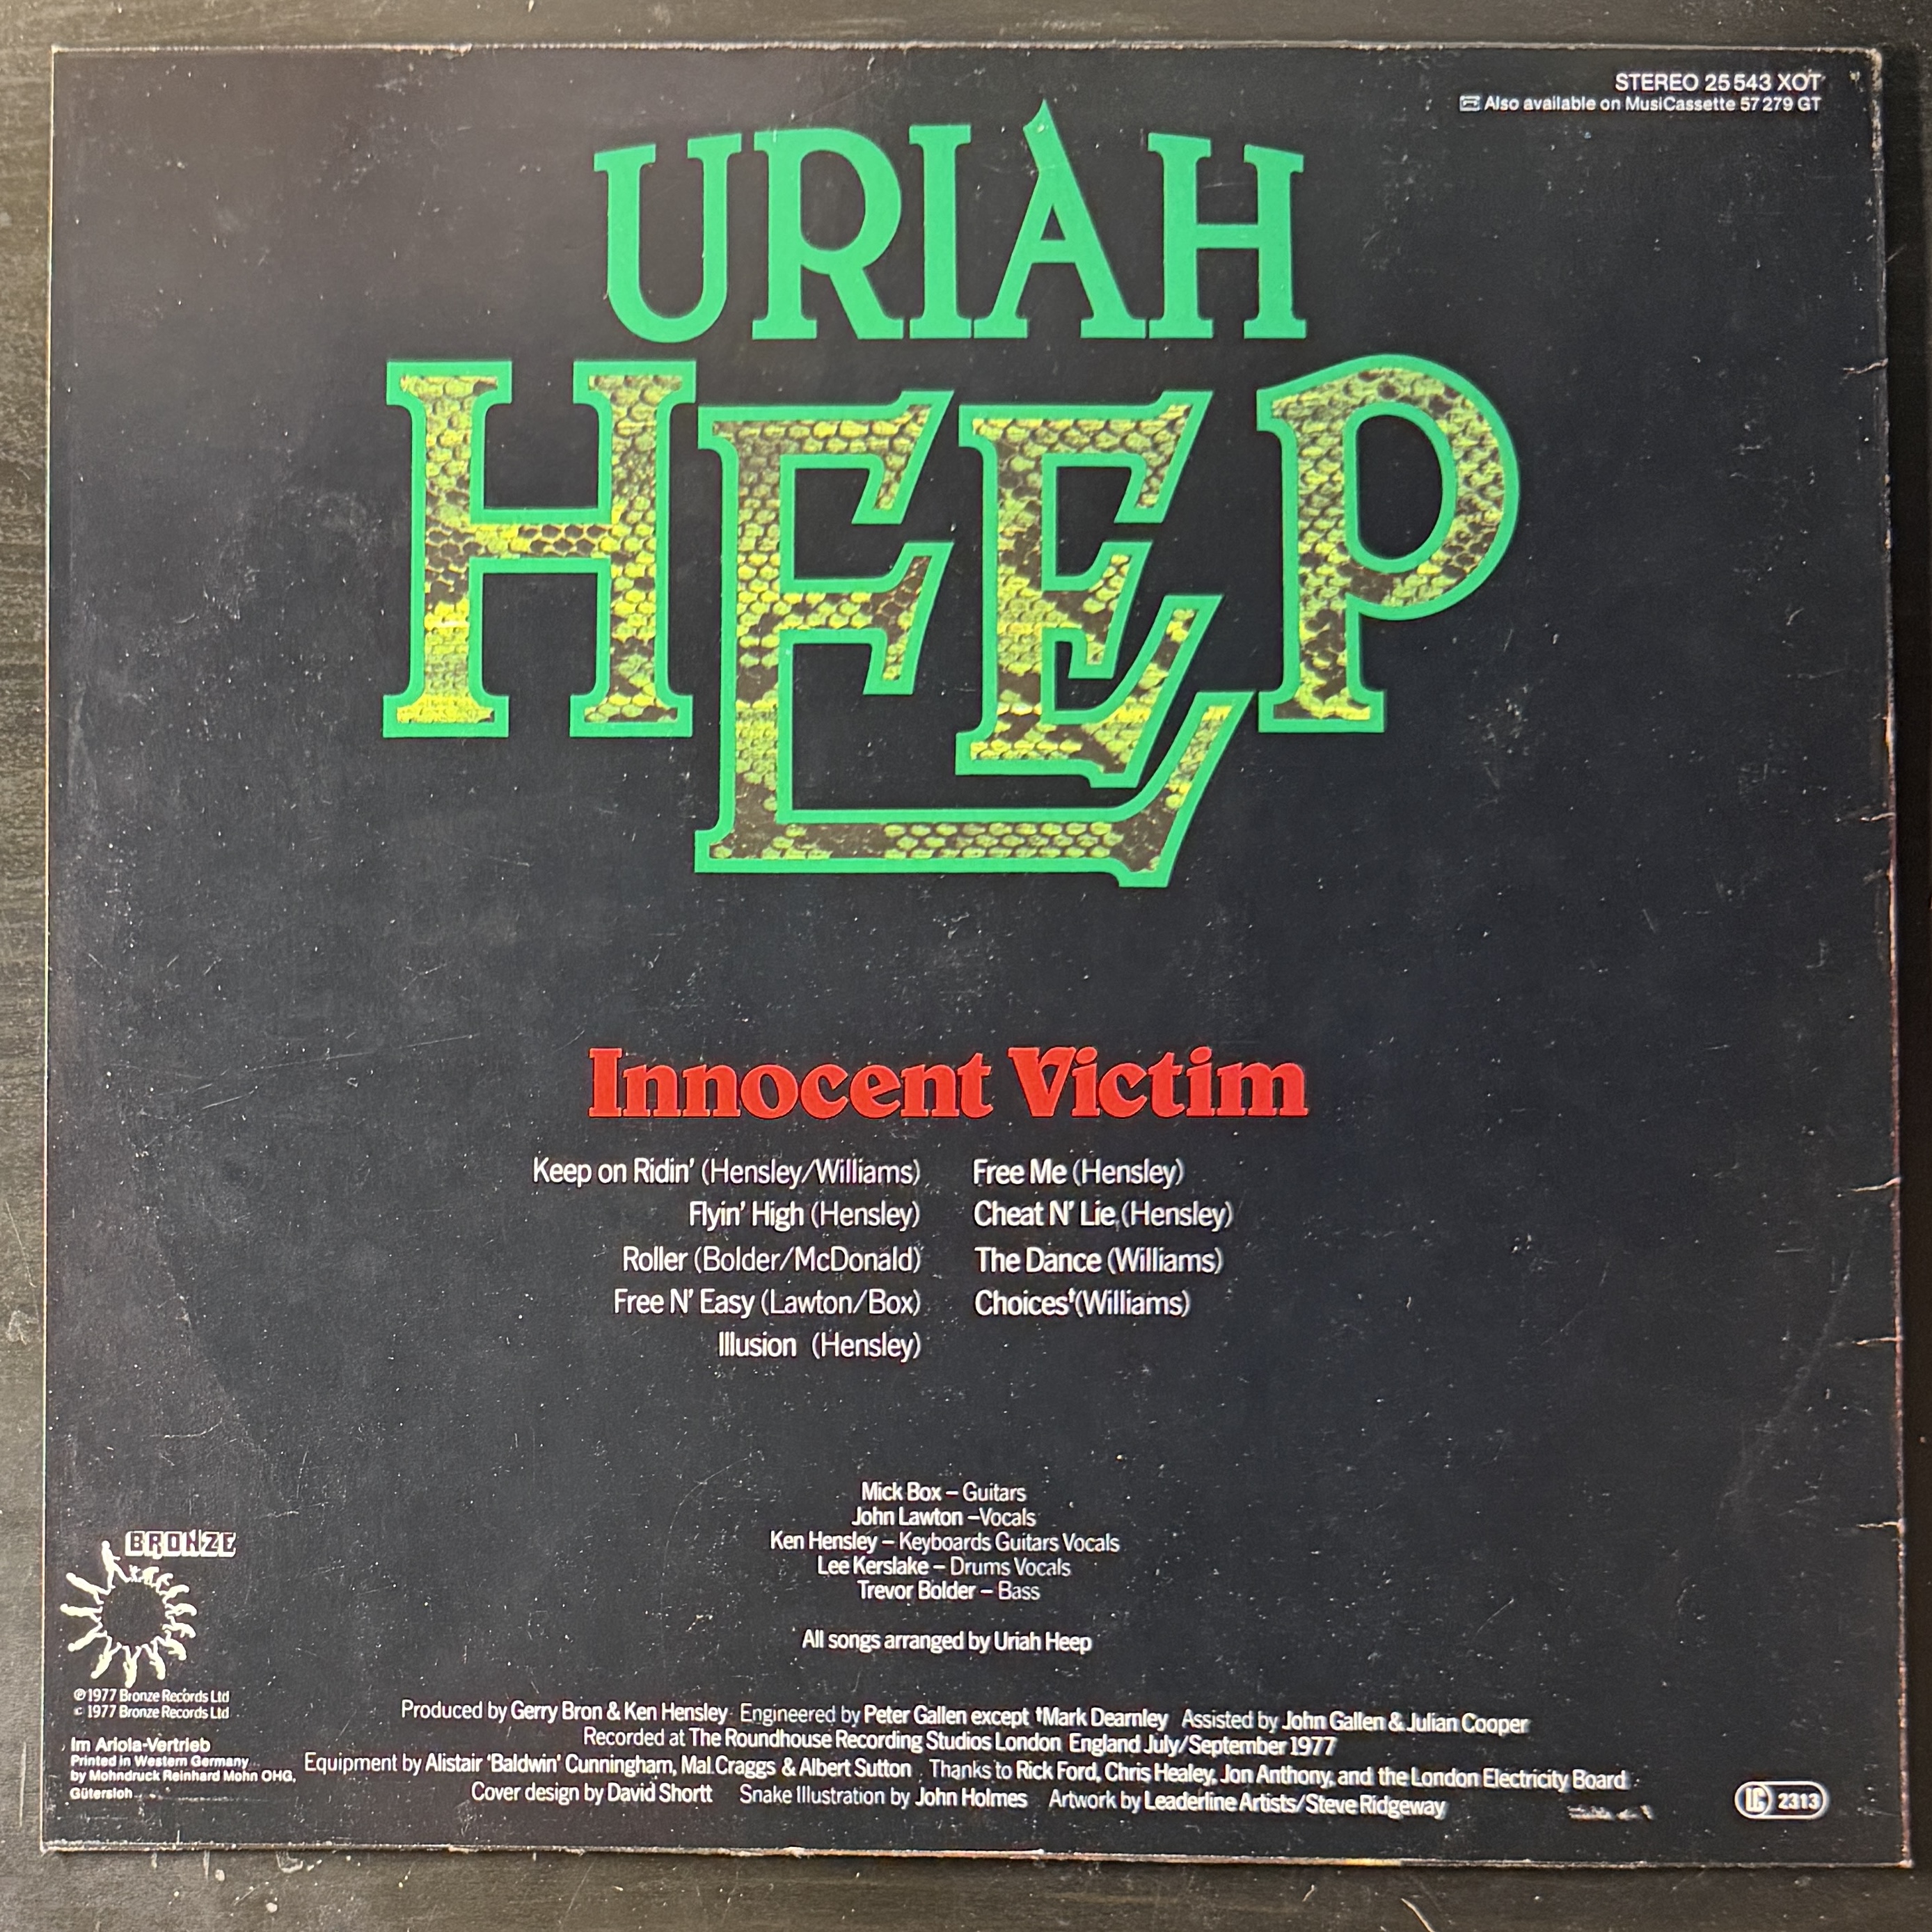 STEREO 25 543 XOT
Also available on MusiCassette 57 279 GT
URIAH
HEEP
Innocent Victim
Keep on Ridin' (Hensley/Williams)
Flyin' High (Hensley)
Roller (Bolder/McDonald)
Free N' Easy (Lawton/Box)
Illusion (Hensley)
Free Me (Hensley)
Cheat N' Lie (Hensley)
The Dance (Williams)
Choices† (Williams)
Mick Box – Guitars
John Lawton – Vocals
Ken Hensley – Keyboards Guitars Vocals
Lee Kerslake – Drums Vocals
Trevor Bolder – Bass
All songs arranged by Uriah Heep
BRONZE
℗ 1977 Bronze Records Ltd
© 1977 Bronze Records Ltd
Im Ariola-Vertrieb
Printed in Western Germany
by Mohndruck Reinhard Mohn OHG,
Gütersloh
Produced by Gerry Bron & Ken Hensley Engineered by Peter Gallen except †Mark Dearnley Assisted by John Gallen & Julian Cooper
Recorded at The Roundhouse Recording Studios London England July/September 1977
Equipment by Alistair 'Baldwin' Cunningham, Mal Craggs & Albert Sutton Thanks to Rick Ford, Chris Healey, Jon Anthony, and the London Electricity Board
Cover design by David Shortt Snake Illustration by John Holmes Artwork by Leaderline Artists/Steve Ridgeway
LC 2313